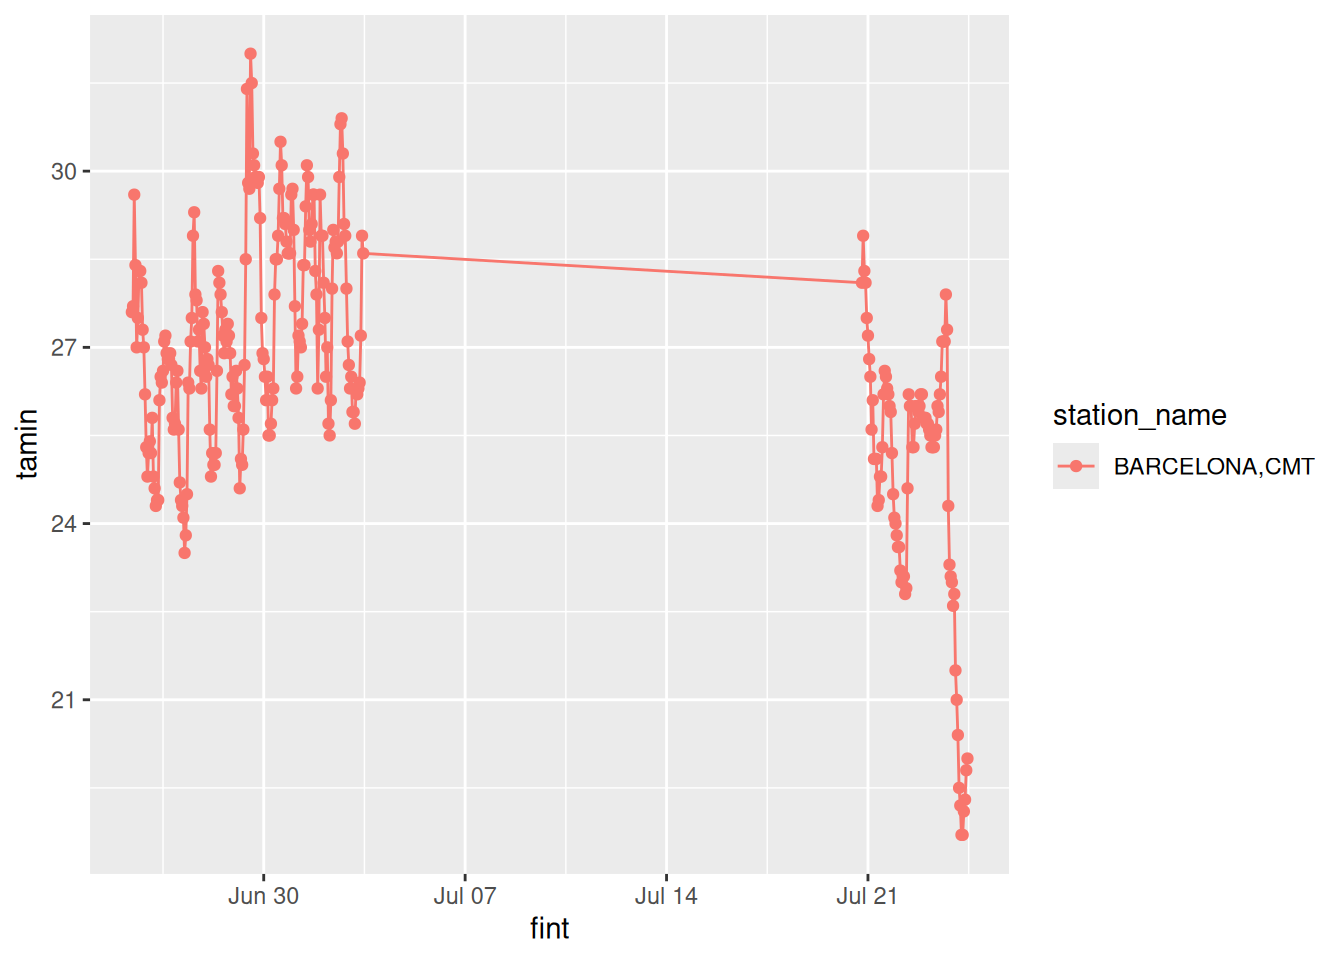 30
27
24
21
tamin
Jun 30
Jul 07
Jul 14
Jul 21
fint
station_name
BARCELONA,CMT